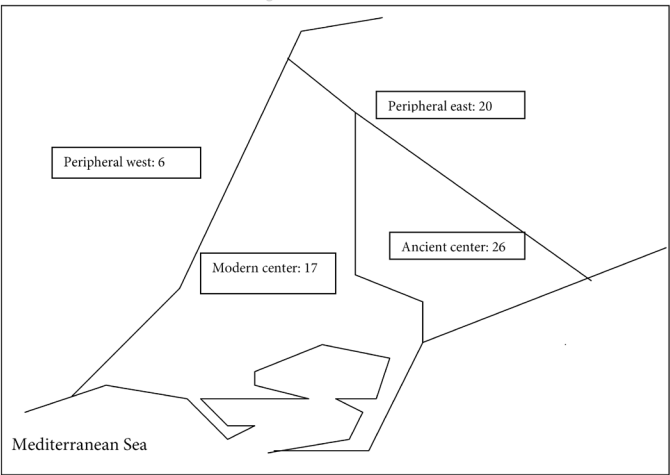 Peripheral east: 20
Peripheral west: 6
Ancient center: 26
Modern center: 17
Mediterranean Sea